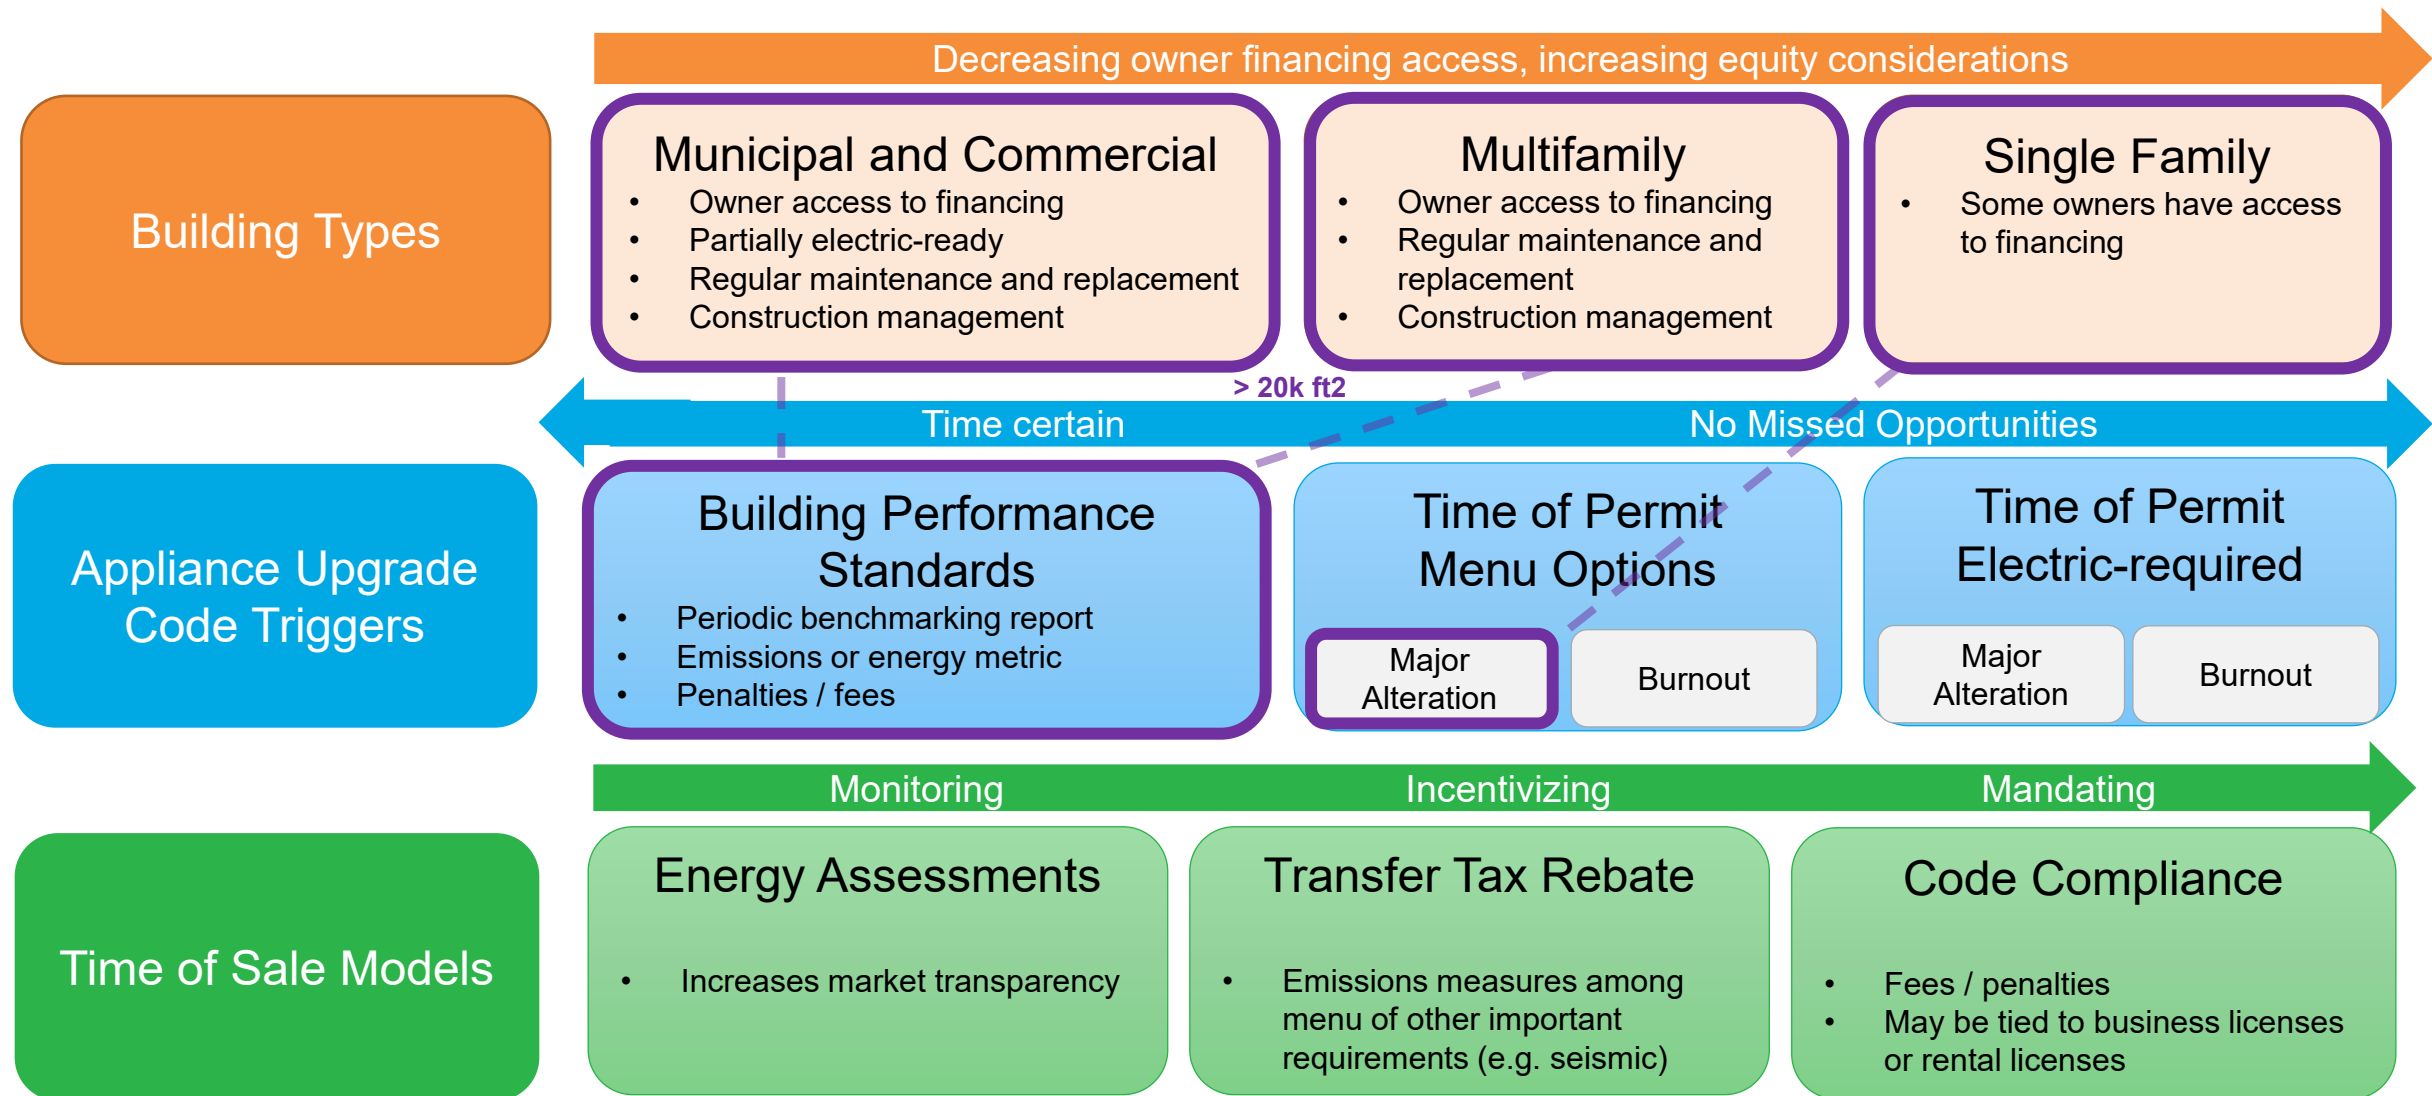 Decreasing owner financing access, increasing equity considerations
Building Types
Municipal and Commercial
• Owner access to financing
• Partially electric-ready
• Regular maintenance and replacement
• Construction management
Multifamily
• Owner access to financing
• Regular maintenance and
replacement
• Construction management
Single Family
• Some owners have access
to financing
> 20k ft2
Time certain
No Missed Opportunities
Appliance Upgrade
Code Triggers
Building Performance
Standards
• Periodic benchmarking report
• Emissions or energy metric
• Penalties / fees
Time of Permit
Menu Options
Major
Alteration
Burnout
Time of Permit
Electric-required
Major
Alteration
Burnout
Monitoring
Incentivizing
Mandating
Time of Sale Models
Energy Assessments
• Increases market transparency
Transfer Tax Rebate
• Emissions measures among
menu of other important
requirements (e.g. seismic)
Code Compliance
• Fees / penalties
• May be tied to business licenses
or rental licenses